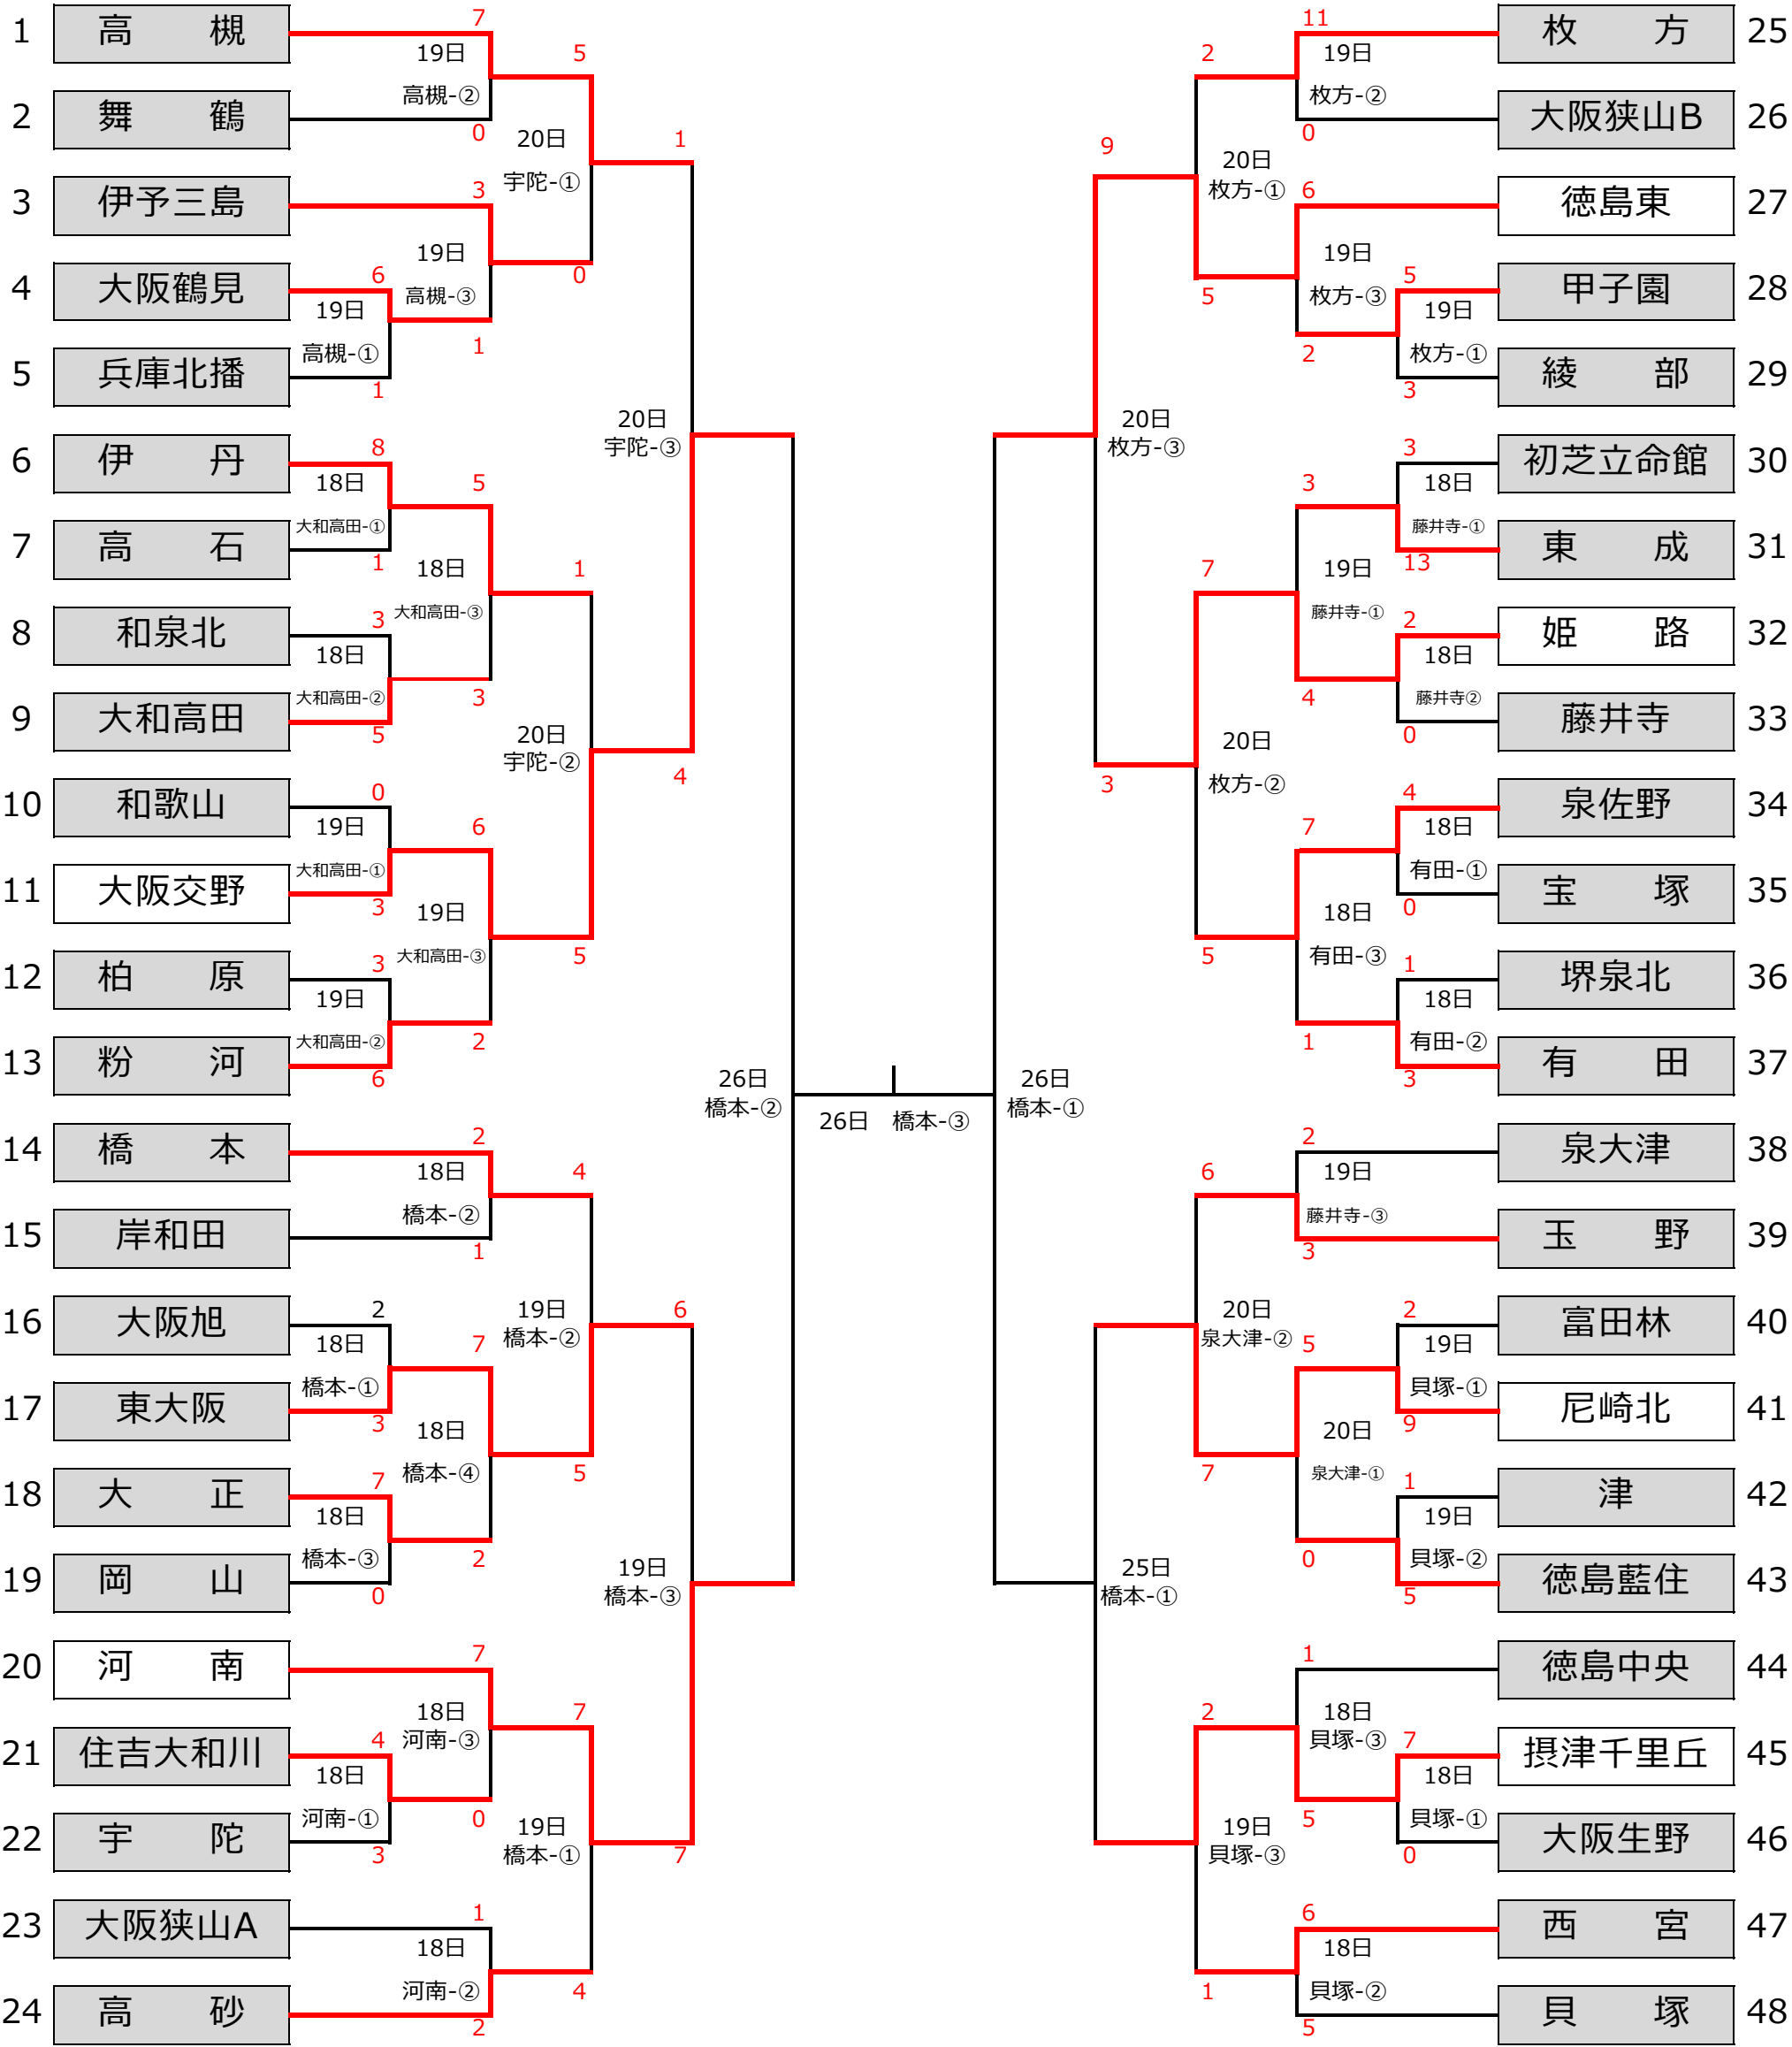 1 高 槻 7
19日
高槻-②
2 舞 鶴 0
5
20日
宇陀-①
0
1
3 伊予三島 3
19日
高槻-③
1
4 大阪鶴見 6
19日
高槻-①
5 兵庫北播 1
20日
宇陀-③
6 伊 丹 8
18日
大和高田-①
7 高 石 1
5
18日
大和高田-③
3
8 和泉北 3
18日
大和高田-②
9 大和高田 5
1
20日
宇陀-②
5
4
10 和歌山 0
19日
大和高田-①
11 大阪交野 3
6
19日
大和高田-③
2
12 柏 原 3
19日
大和高田-②
13 粉 河 6
26日
橋本-②
14 橋 本 2
18日
橋本-②
15 岸和田 1
4
19日
橋本-②
5
6
16 大阪旭 2
18日
橋本-①
17 東大阪 3
7
18日
橋本-④
2
18 大 正 7
18日
橋本-③
19 岡 山 0
19日
橋本-③
20 河 南 7
18日
河南-③
0
21 住吉大和川 4
18日
河南-①
22 宇 陀 3
7
19日
橋本-①
4
7
23 大阪狭山A 1
18日
河南-②
24 高 砂 2
26日 橋本-③
26日
橋本-①
11 枚 方 25
19日
枚方-②
0 大阪狭山B 26
2
20日
枚方-①
5
9
6 徳島東 27
19日
枚方-③
2
5 甲子園 28
19日
枚方-①
3 綾 部 29
20日
枚方-③
3 初芝立命館 30
18日
藤井寺-①
13 東 成 31
3
19日
藤井寺-①
4
2 姫 路 32
18日
藤井寺②
0 藤井寺 33
7
20日
枚方-②
5
3
4 泉佐野 34
18日
有田-①
0 宝 塚 35
7
18日
有田-③
1
1 堺泉北 36
18日
有田-②
3 有 田 37
2 泉大津 38
19日
藤井寺-③
3 玉 野 39
6
20日
泉大津-②
7
2 富田林 40
19日
貝塚-①
9 尼崎北 41
5
20日
泉大津-①
0
1 津 42
19日
貝塚-②
5 徳島藍住 43
25日
橋本-①
1 徳島中央 44
18日
貝塚-③
5
7 摂津千里丘 45
18日
貝塚-①
0 大阪生野 46
2
19日
貝塚-③
1
6 西 宮 47
18日
貝塚-②
5 貝 塚 48